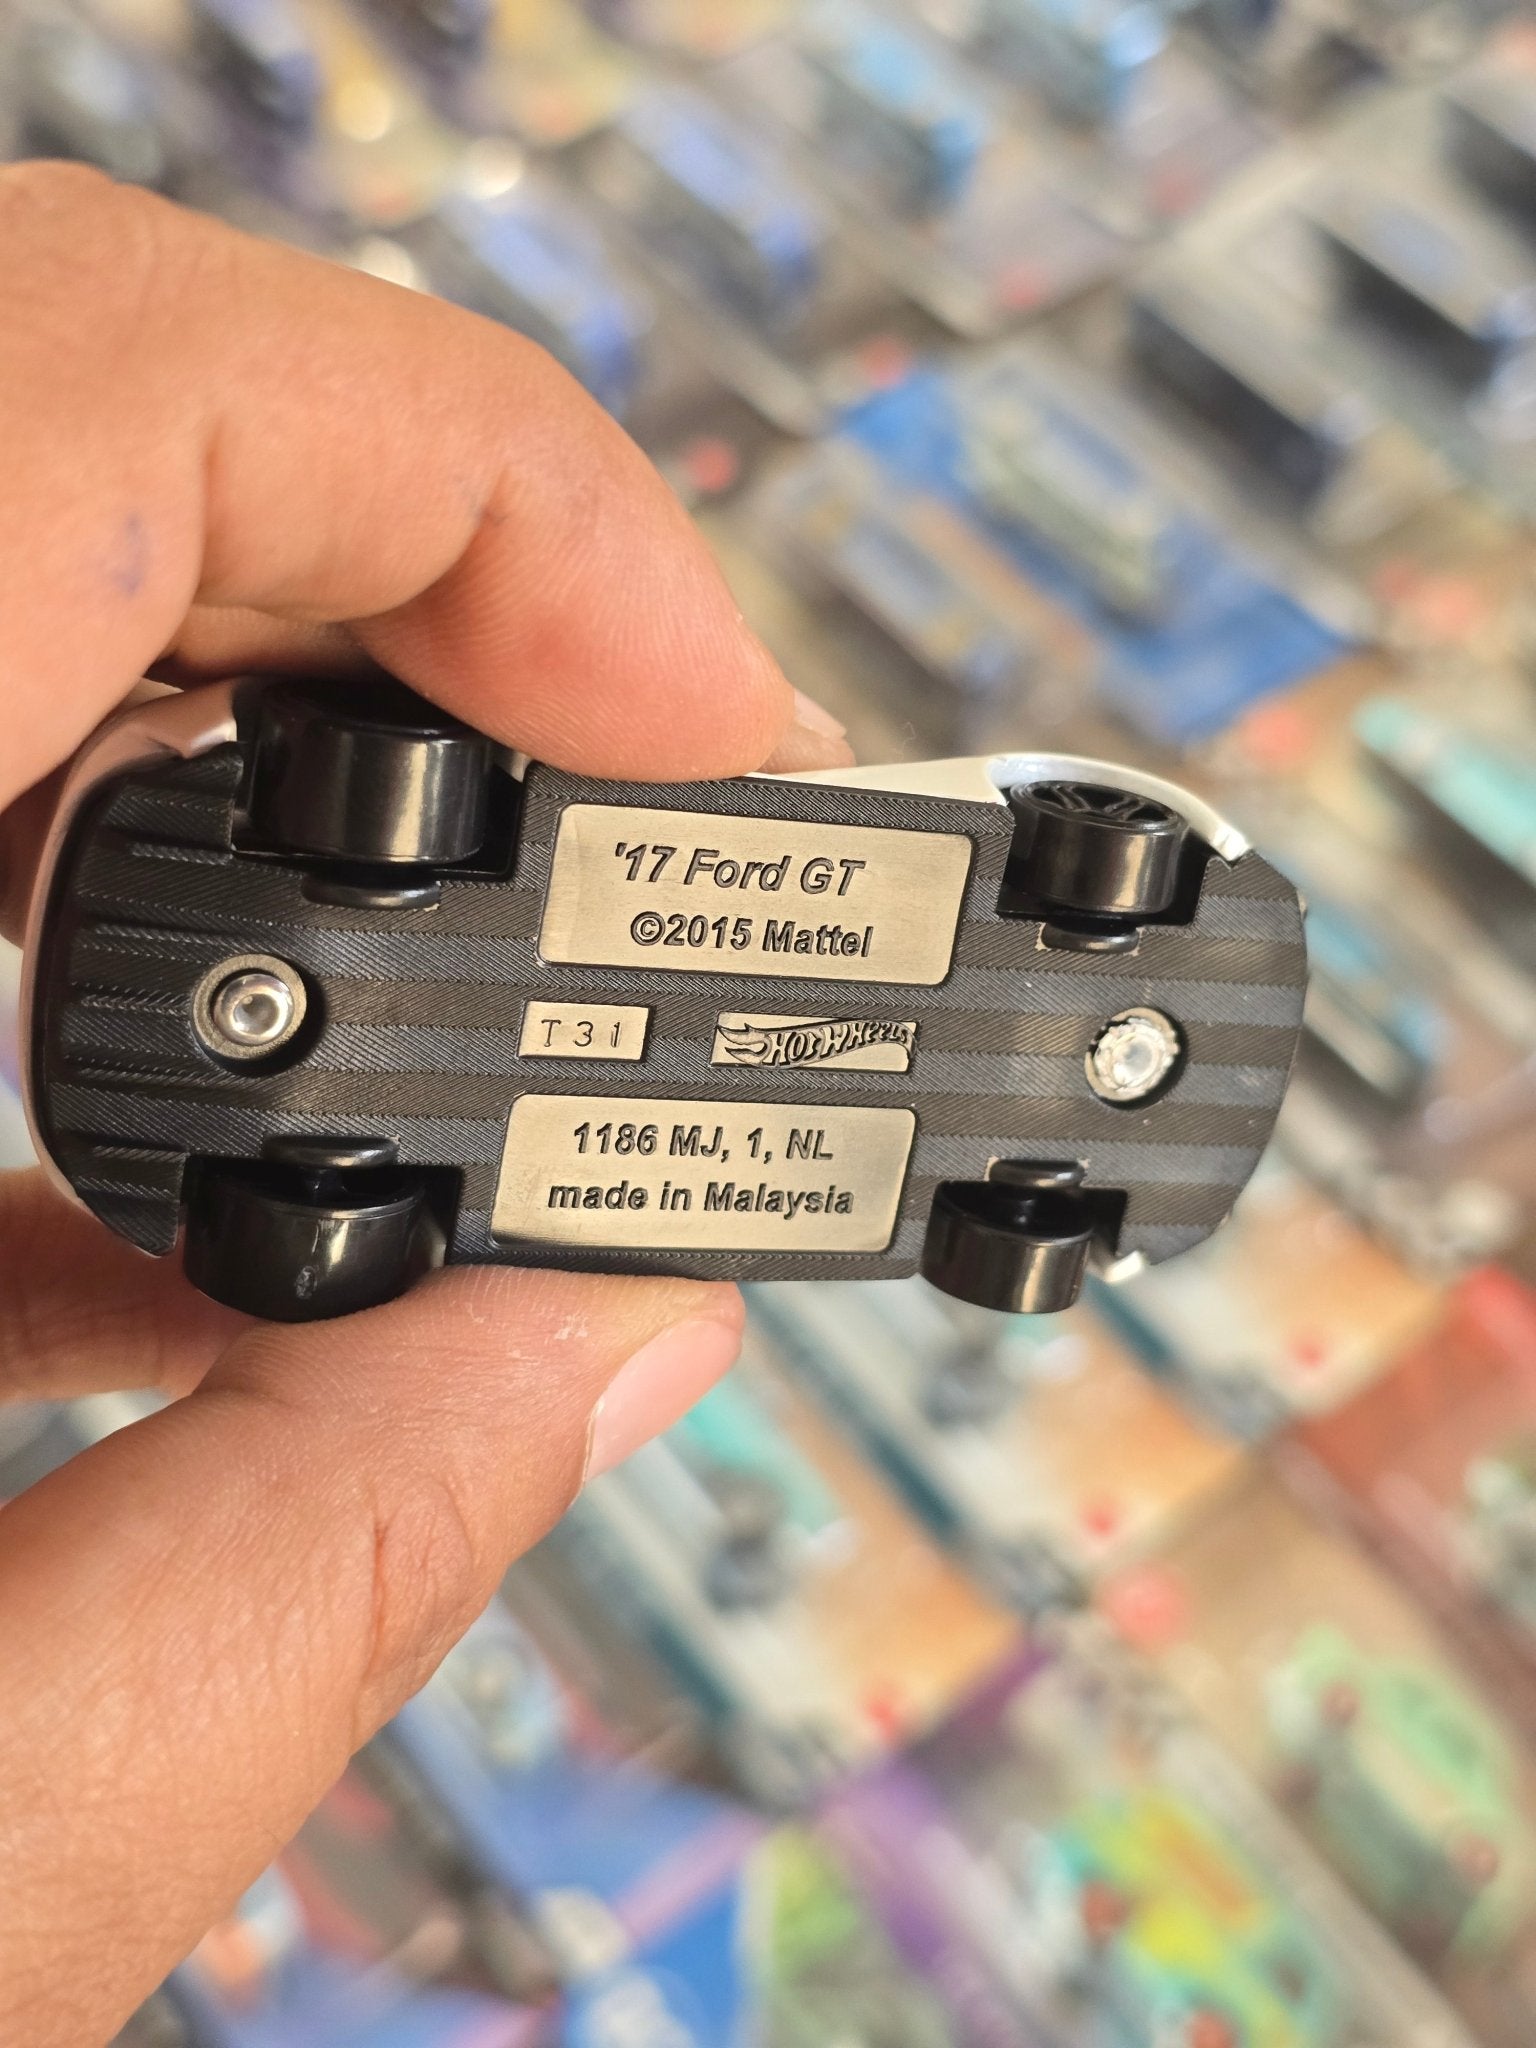 '17 Ford GT
©2015 Mattel
T31
Hot Wheels
1186 MJ, 1, NL
made in Malaysia